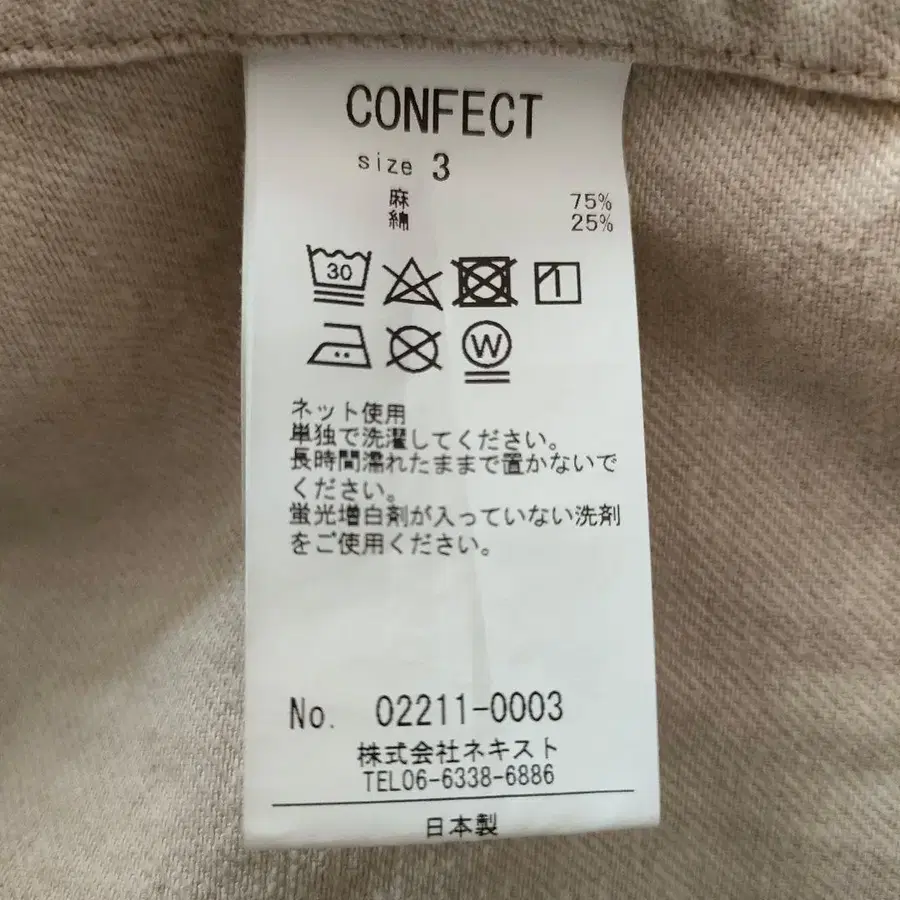 CONFECT
size 3
麻 75%
綿 25%
30
W
ネット使用
単独で洗濯してください。
長時間濡れたままで置かないで
ください。
蛍光増白剤が入っていない洗剤
をご使用ください。
No. 02211-0003
株式会社ネキスト
TEL06-6338-6886
日本製